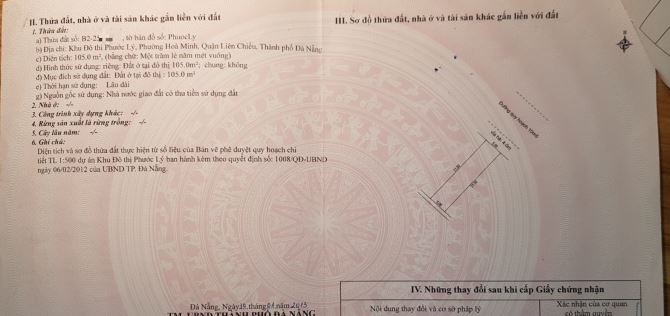 II. Thửa đất, nhà ở và tài sản khác gắn liền với đất
1. Thửa đất:
a) Thửa đất số: B2-2 , tờ bản đồ số: PhuocLy
b) Địa chỉ: Khu Đô thị Phước Lý, Phường Hoà Minh, Quận Liên Chiểu, Thành phố Đà Nẵng
c) Diện tích: 105.0 m², (bằng chữ: Một trăm lẻ năm mét vuông)
d) Hình thức sử dụng: riêng: Đất ở tại đô thị 105.0m²; chung: không
đ) Mục đích sử dụng đất: Đất ở tại đô thị : 105.0 m²
e) Thời hạn sử dụng: Lâu dài
g) Nguồn gốc sử dụng: Nhà nước giao đất có thu tiền sử dụng đất
2. Nhà ở: -/-
3. Công trình xây dựng khác: -/-
4. Rừng sản xuất là rừng trồng: -/-
5. Cây lâu năm: -/-
6. Ghi chú:
Diện tích và sơ đồ thửa đất thực hiện từ số liệu của Bản vẽ phê duyệt quy hoạch chi
tiết TL 1:500 dự án Khu Đô thị Phước Lý ban hành kèm theo quyết định số: 1008/QĐ-UBND
ngày 06/02/2012 của UBND TP. Đà Nẵng.
Đà Nẵng, Ngày 18 tháng năm 2015
TM. UBND THÀNH PHỐ ĐÀ NẴNG
III. Sơ đồ thửa đất, nhà ở và tài sản khác gắn liền với đất
Đường quy hoạch
IV. Những thay đổi sau khi cấp Giấy chứng nhận
Nội dung thay đổi và cơ sở pháp lý
Xác nhận của cơ quan
có thẩm quyền